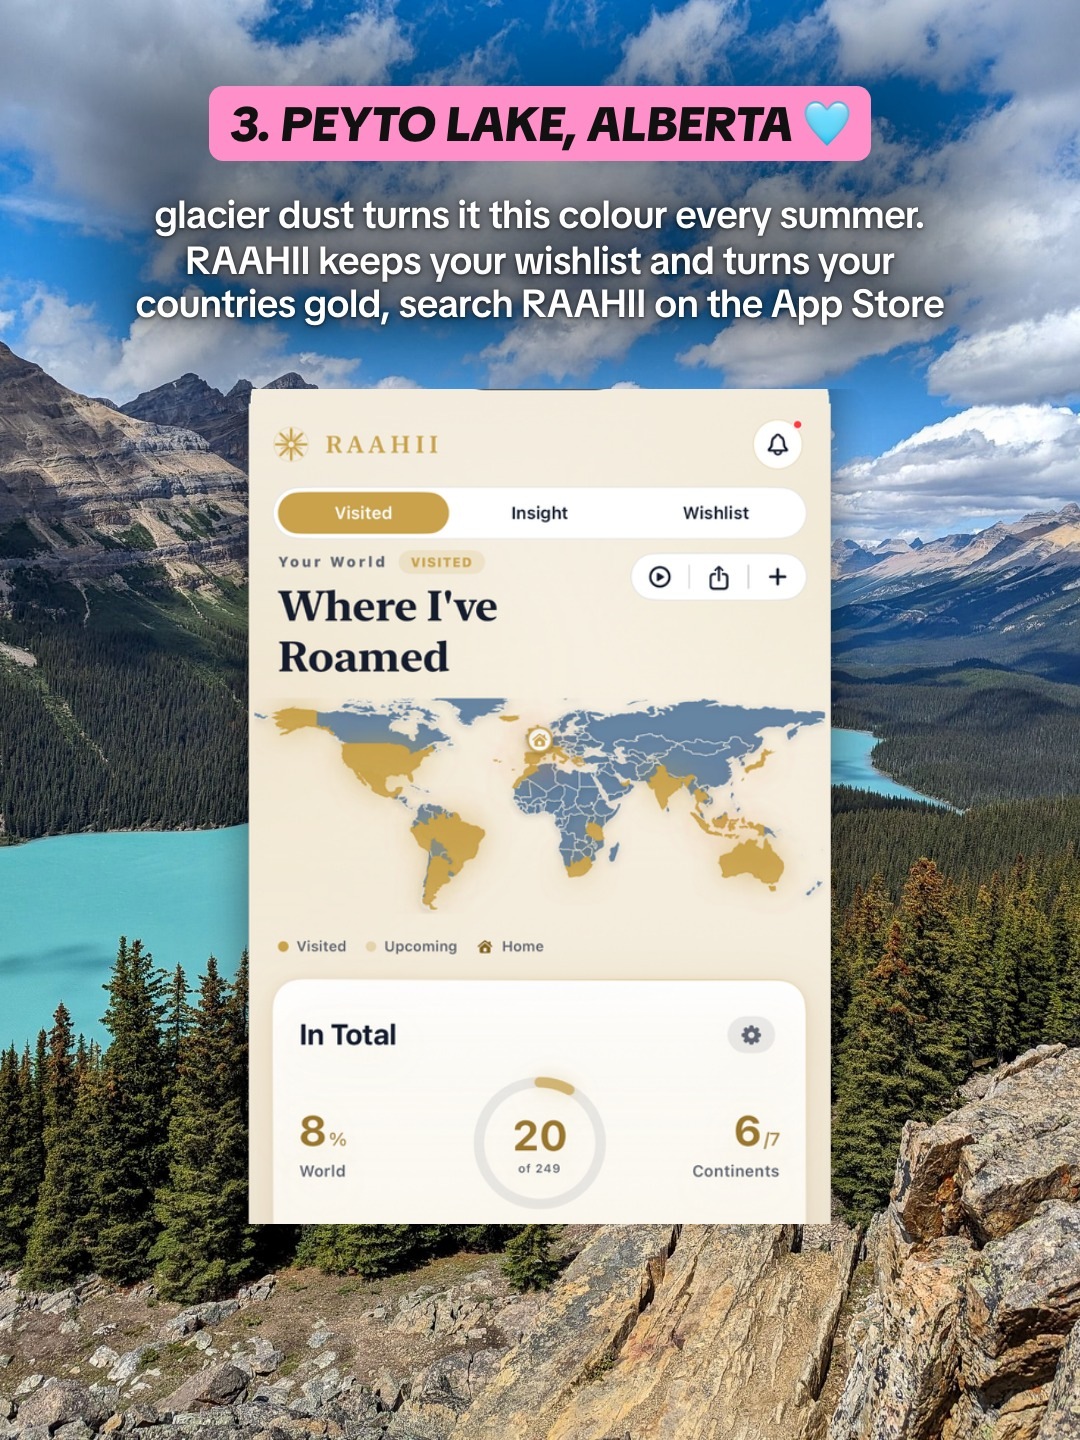 3. PEYTO LAKE, ALBERTA 🩵
glacier dust turns it this colour every summer.
RAAHII keeps your wishlist and turns your
countries gold, search RAAHII on the App Store
RAAHII
Visited
Insight
Wishlist
Your World
VISITED
Where I've
Roamed
Visited
Upcoming
Home
In Total
8%
World
20
of 249
6/7
Continents